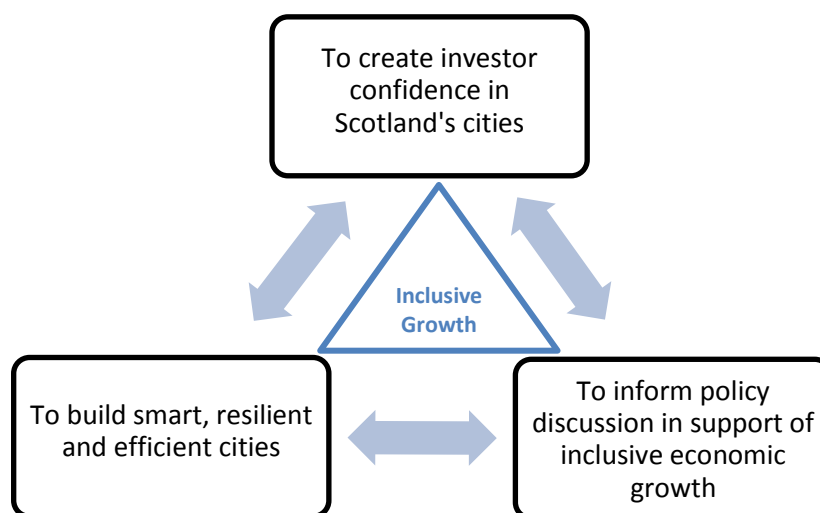 To create investor
confidence in
Scotland's cities
Inclusive
Growth
To build smart, resilient
and efficient cities
To inform policy
discussion in support of
inclusive economic
growth